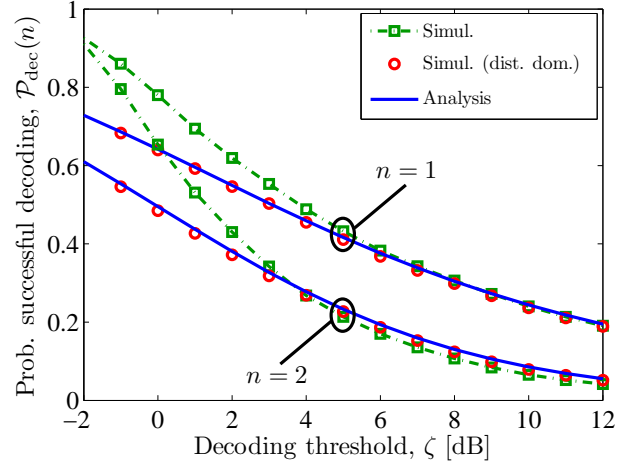 Prob. successful decoding, 𝒫_dec(n)
1
0.8
0.6
0.4
0.2
0
Simul.
Simul. (dist. dom.)
Analysis
n = 1
n = 2
−2 0 2 4 6 8 10 12
Decoding threshold, ζ [dB]